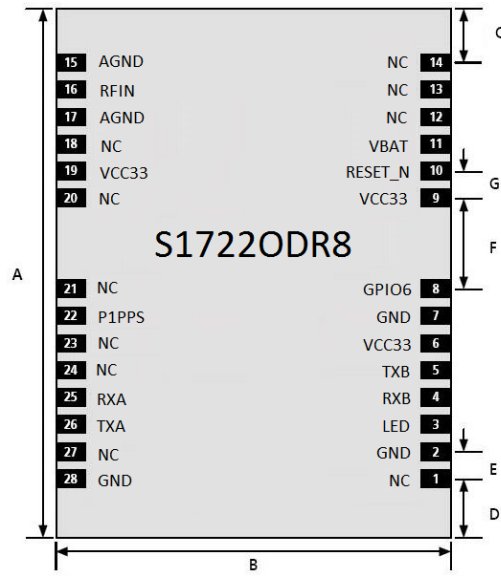 C
15 AGND NC 14
16 RFIN NC 13
17 AGND NC 12
18 NC VBAT 11
19 VCC33 RESET_N 10
G
20 NC VCC33 9
S1722ODR8
F
A
21 NC GPIO6 8
22 P1PPS GND 7
23 NC VCC33 6
24 NC TXB 5
25 RXA RXB 4
26 TXA LED 3
27 NC GND 2
E
28 GND NC 1
D
B